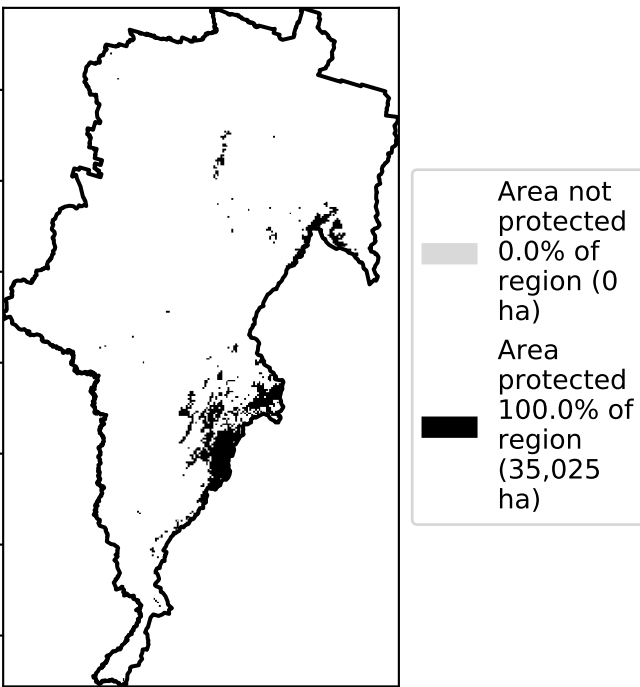 Area not
protected
0.0% of
region (0
ha)
Area
protected
100.0% of
region
(35,025
ha)